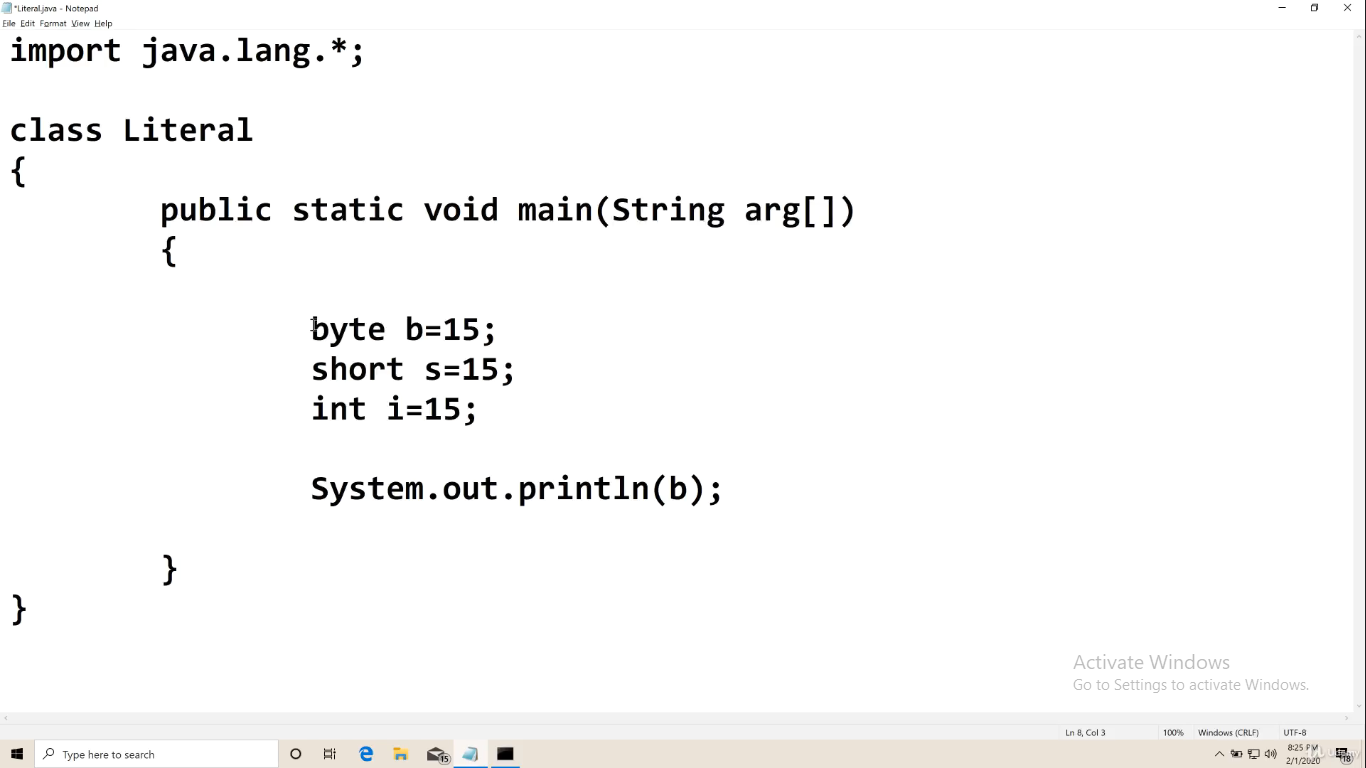 *Literal.java - Notepad
File Edit Format View Help
import java.lang.*;
class Literal
{
public static void main(String arg[])
{
byte b=15;
short s=15;
int i=15;
System.out.println(b);
}
}
Activate Windows
Go to Settings to activate Windows.
Ln 8, Col 3 100% Windows (CRLF) UTF-8
Type here to search
15
8:25 PM
2/1/2020
18